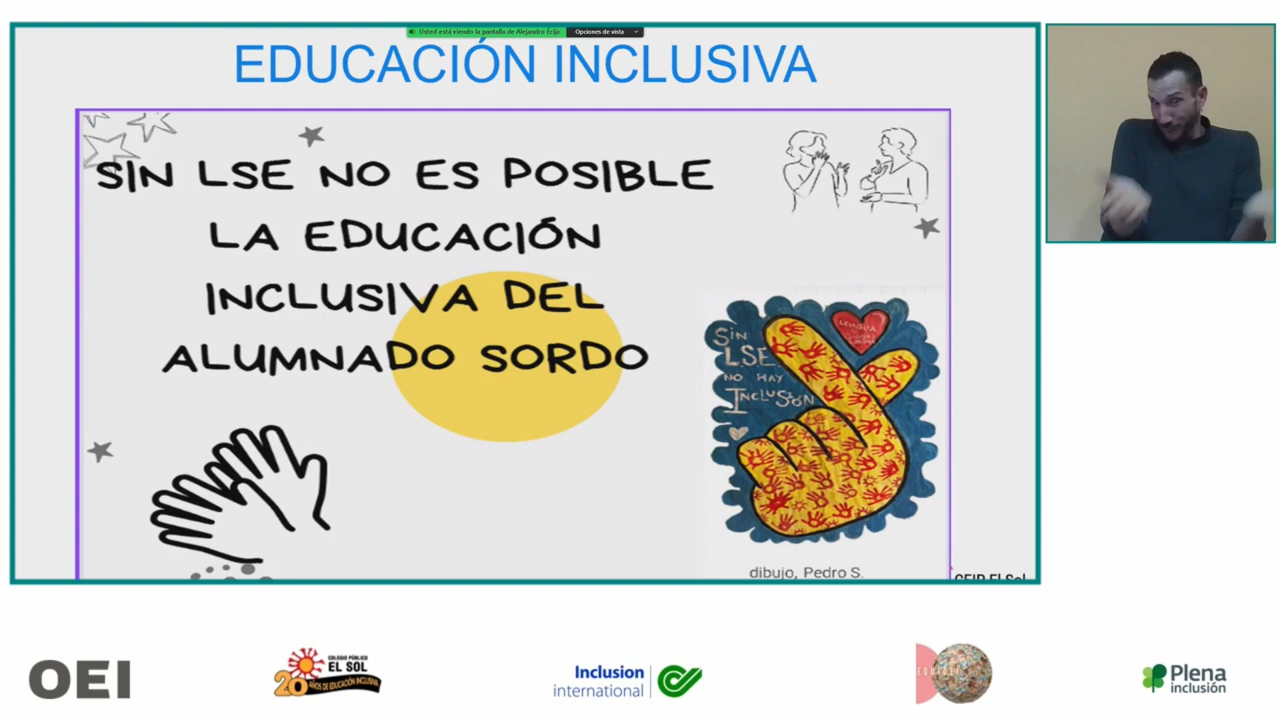 Usted está viendo la pantalla de Alejandro Écija
Opciones de vista
EDUCACIÓN INCLUSIVA
SIN LSE NO ES POSIBLE
LA EDUCACIÓN
INCLUSIVA DEL
ALUMNADO SORDO
SIN
LSE
NO HAY
INCLUSIÓN
LENGUA
dibujo, Pedro S.
CEIP El Sol
OEI
COLEGIO PÚBLICO
EL SOL
20 AÑOS DE EDUCACIÓN INCLUSIVA
Inclusion
international
Plena
inclusión